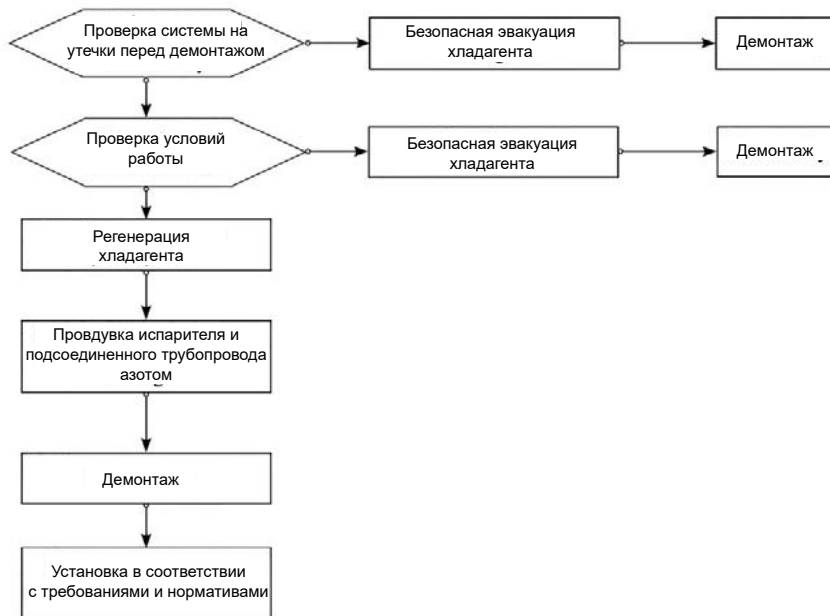 Проверка системы на
утечки перед демонтажом
Безопасная эвакуация
хладагента
Демонтаж
Проверка условий
работы
Безопасная эвакуация
хладагента
Демонтаж
Регенерация
хладагента
Провдувка испарителя и
подсоединенного трубопровода
азотом
Демонтаж
Установка в соответствии
с требованиями и нормативами